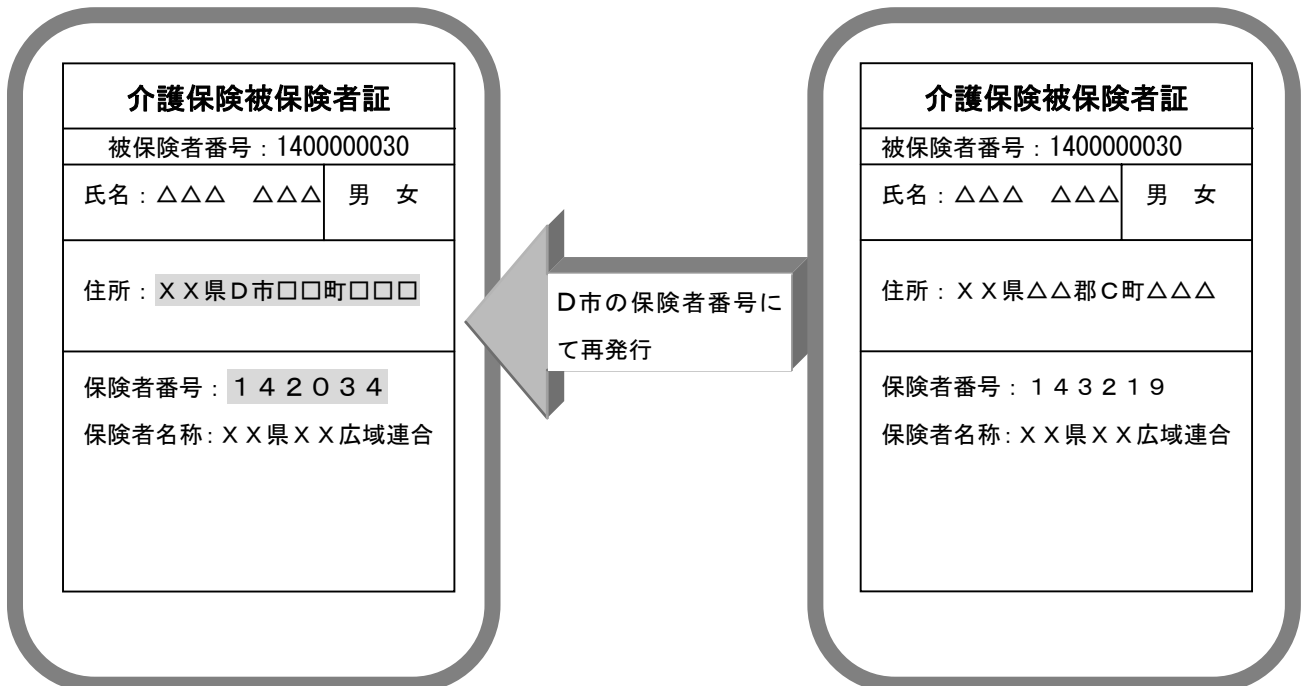 介護保険被保険者証
被保険者番号：1400000030
氏名：△△△　△△△　男　女
住所：ＸＸ県Ｄ市□□町□□□
保険者番号：１４２０３４
保険者名称：ＸＸ県ＸＸ広域連合
Ｄ市の保険者番号に
て再発行
介護保険被保険者証
被保険者番号：1400000030
氏名：△△△　△△△　男　女
住所：ＸＸ県△△郡Ｃ町△△△
保険者番号：１４３２１９
保険者名称：ＸＸ県ＸＸ広域連合